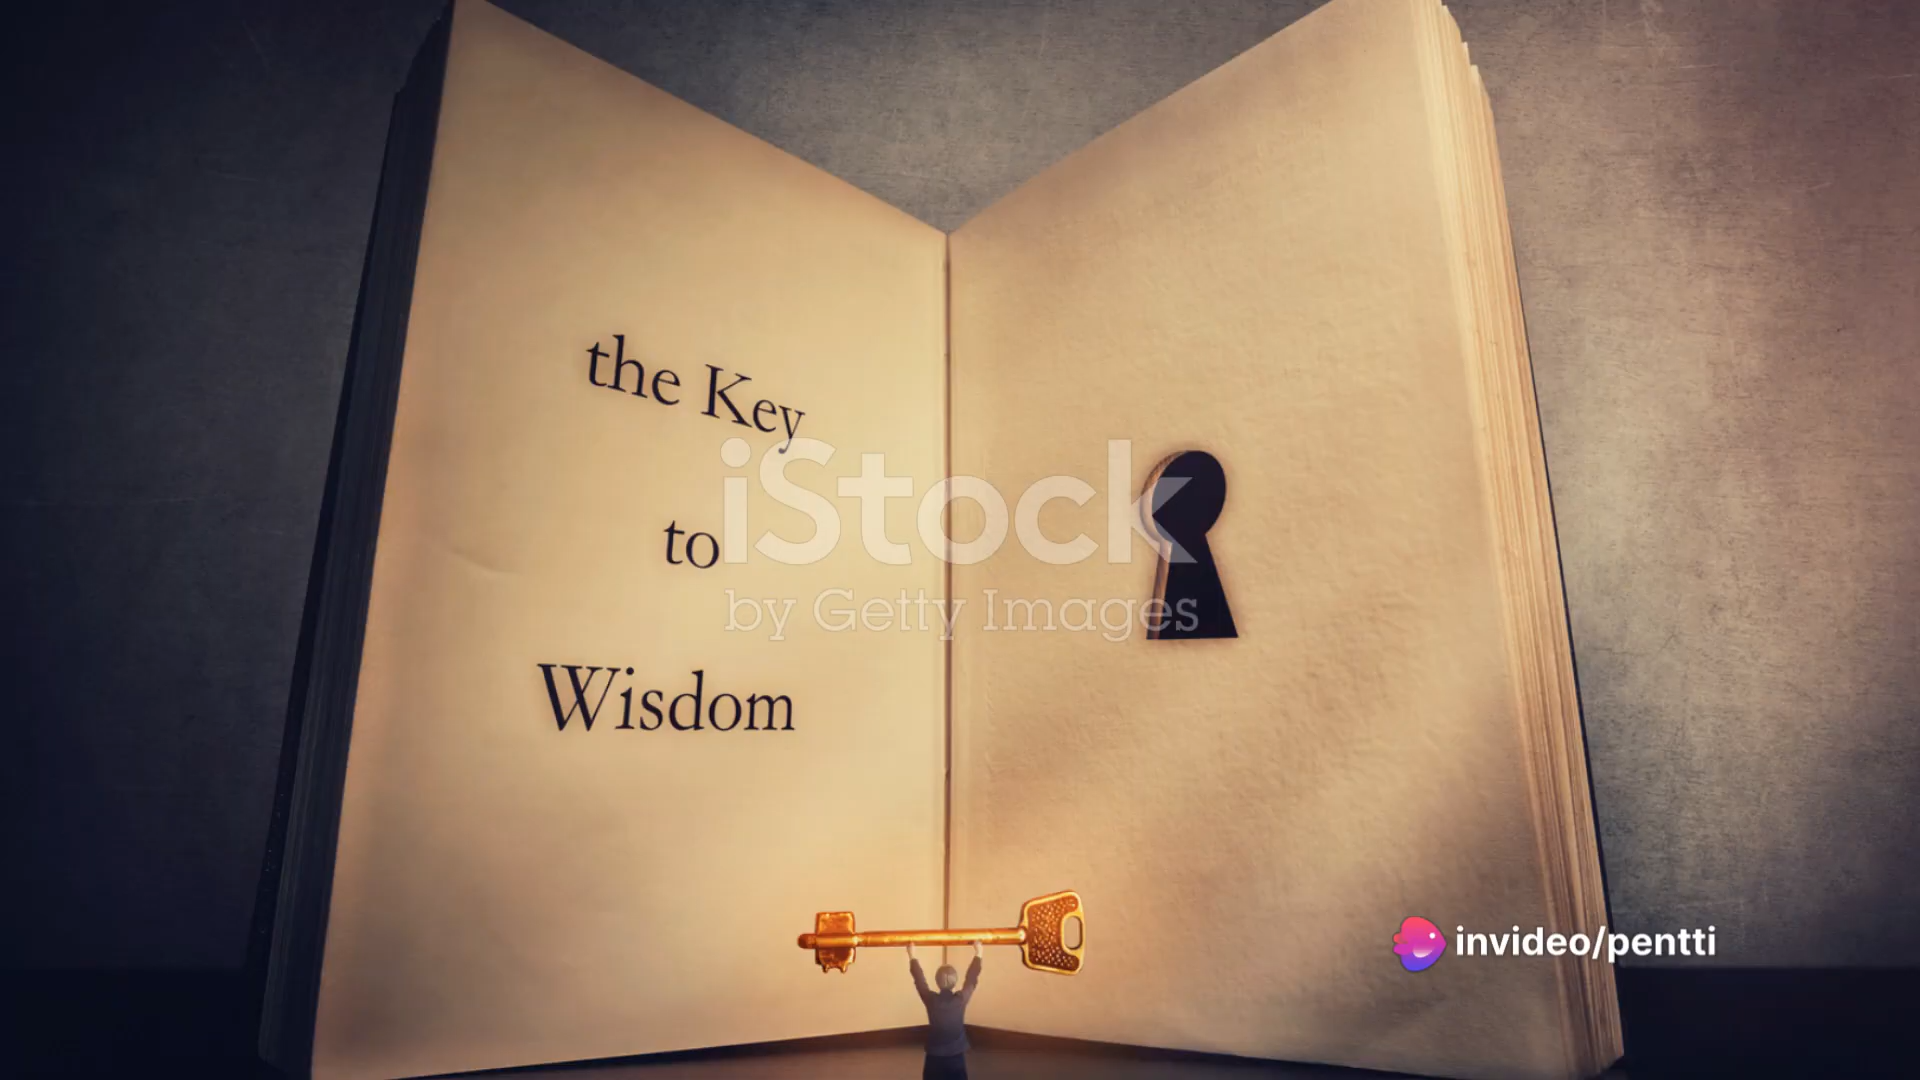 the Key
to
Wisdom
iStock
by Getty Images
invideo/pentti